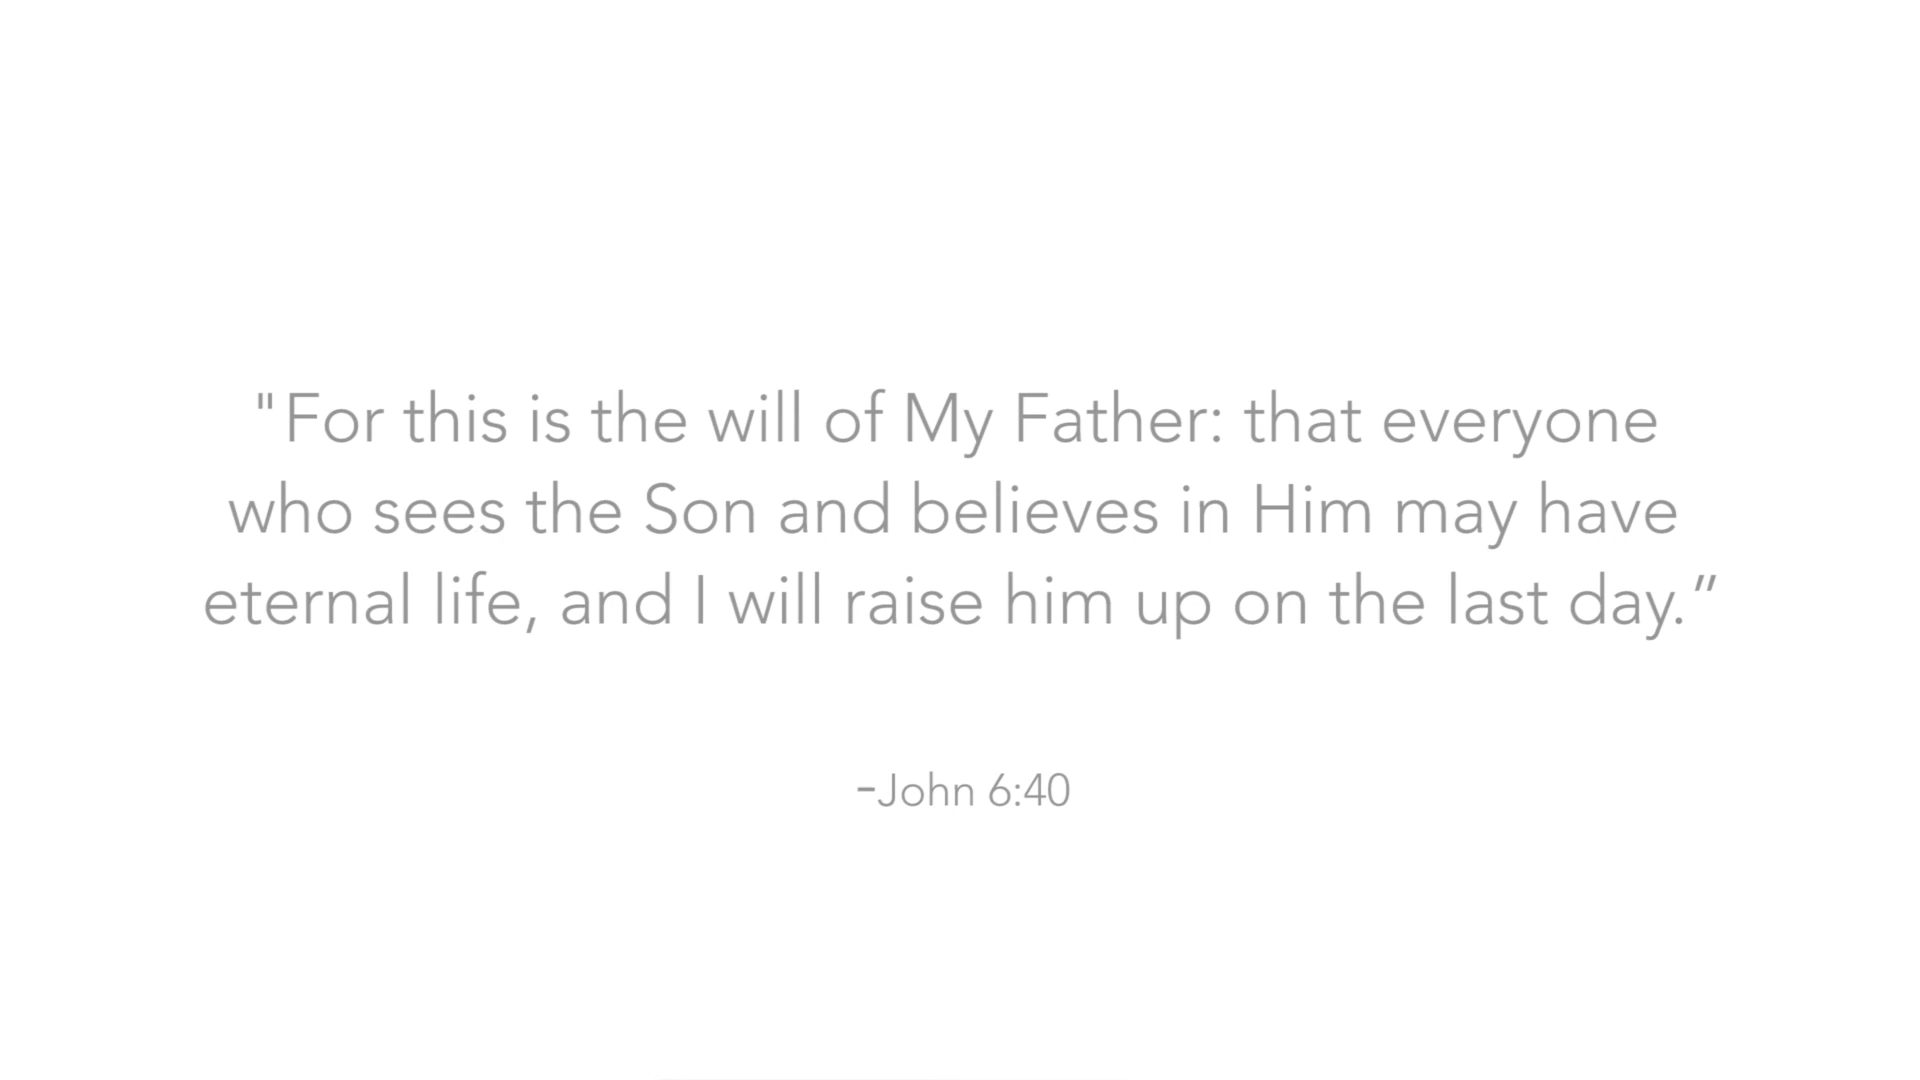 "For this is the will of My Father: that everyone
who sees the Son and believes in Him may have
eternal life, and I will raise him up on the last day.”
–John 6:40